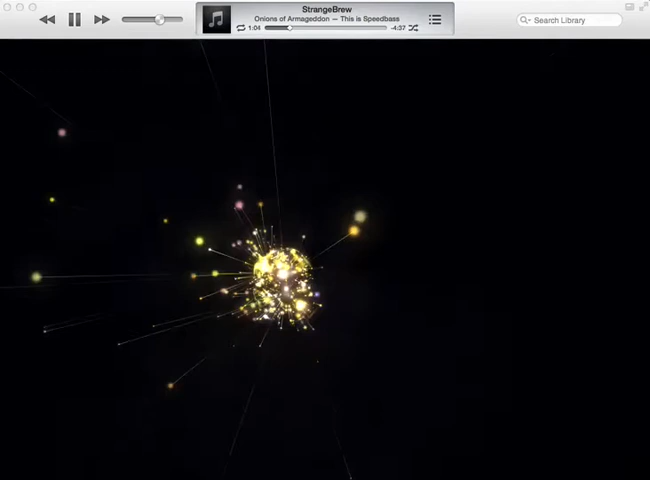 StrangeBrew
Onions of Armageddon — This is Speedbass
1:04
-4:37
Search Library